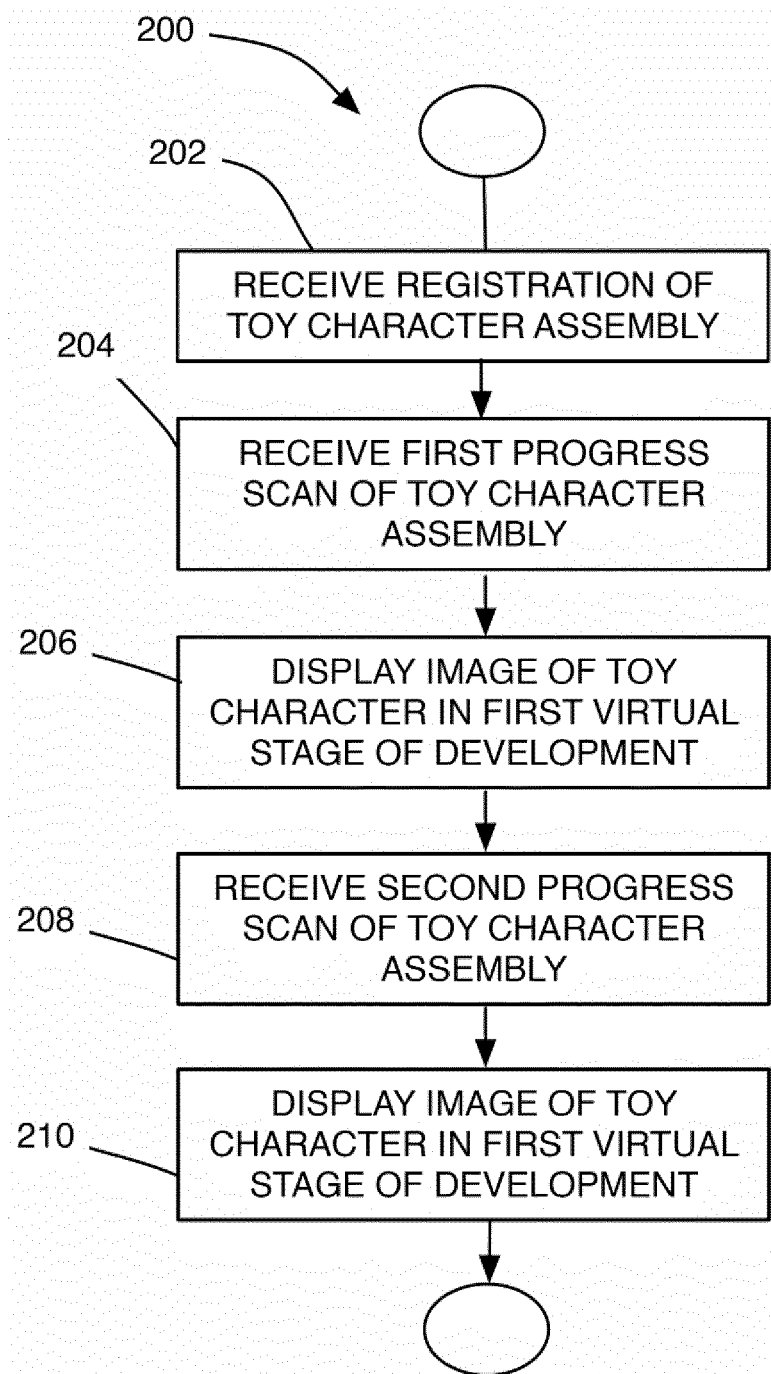 200
202
RECEIVE REGISTRATION OF
TOY CHARACTER ASSEMBLY
204
RECEIVE FIRST PROGRESS
SCAN OF TOY CHARACTER
ASSEMBLY
206
DISPLAY IMAGE OF TOY
CHARACTER IN FIRST VIRTUAL
STAGE OF DEVELOPMENT
208
RECEIVE SECOND PROGRESS
SCAN OF TOY CHARACTER
ASSEMBLY
210
DISPLAY IMAGE OF TOY
CHARACTER IN FIRST VIRTUAL
STAGE OF DEVELOPMENT